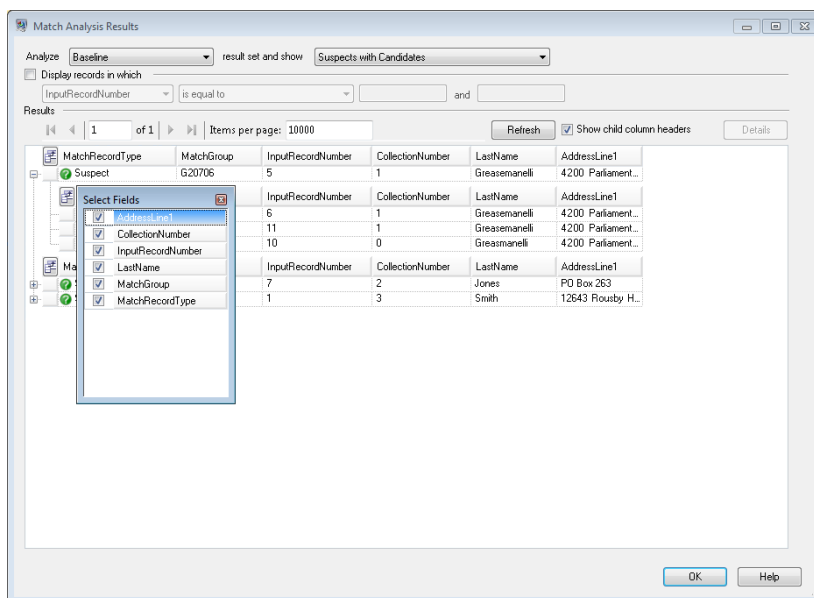 Match Analysis Results
Analyze Baseline result set and show Suspects with Candidates
Display records in which
InputRecordNumber is equal to and
Results
1 of 1 Items per page: 10000 Refresh Show child column headers Details
MatchRecordType MatchGroup InputRecordNumber CollectionNumber LastName AddressLine1
Suspect G20706 5 1 Greasemanelli 4200 Parliament...
InputRecordNumber CollectionNumber LastName AddressLine1
6 1 Greasemanelli 4200 Parliament...
11 1 Greasemanelli 4200 Parliament...
10 0 Greasmanelli 4200 Parliament...
Ma InputRecordNumber CollectionNumber LastName AddressLine1
7 2 Jones PO Box 263
1 3 Smith 12643 Rousby H...
Select Fields
AddressLine1
CollectionNumber
InputRecordNumber
LastName
MatchGroup
MatchRecordType
OK Help